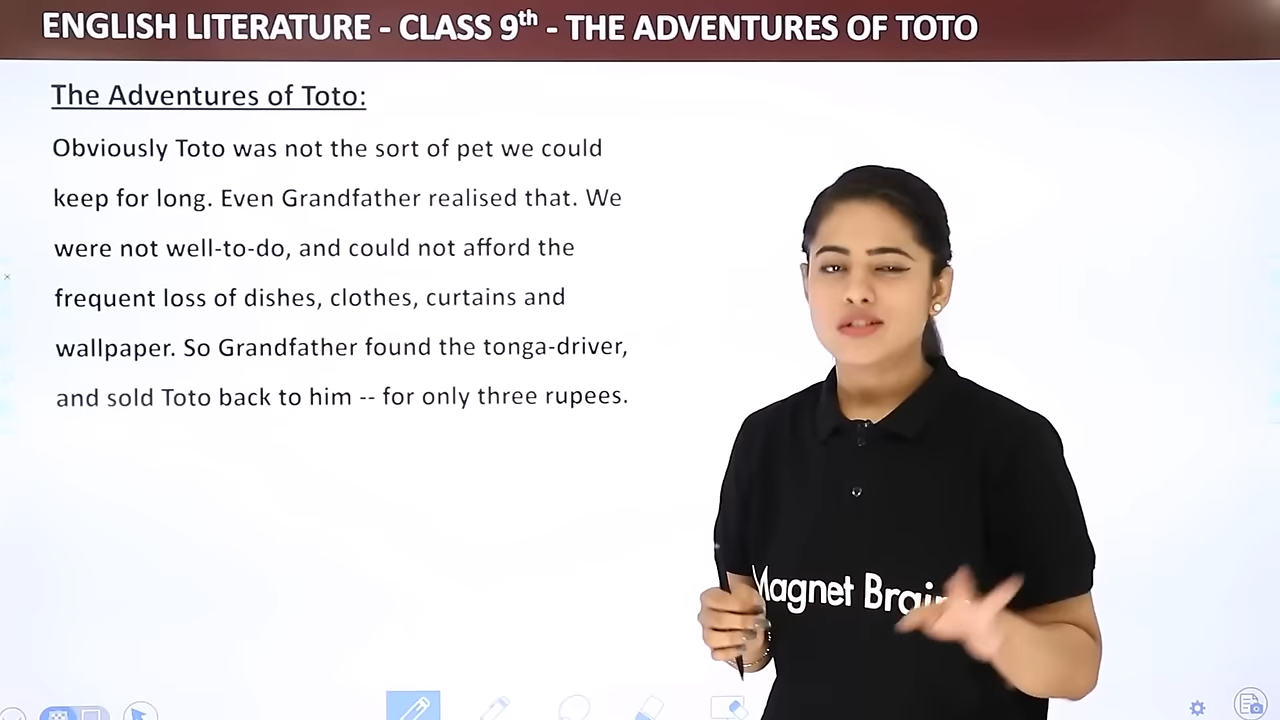 ENGLISH LITERATURE - CLASS 9th - THE ADVENTURES OF TOTO
The Adventures of Toto:
Obviously Toto was not the sort of pet we could
keep for long. Even Grandfather realised that. We
were not well-to-do, and could not afford the
frequent loss of dishes, clothes, curtains and
wallpaper. So Grandfather found the tonga-driver,
and sold Toto back to him -- for only three rupees.
Magnet